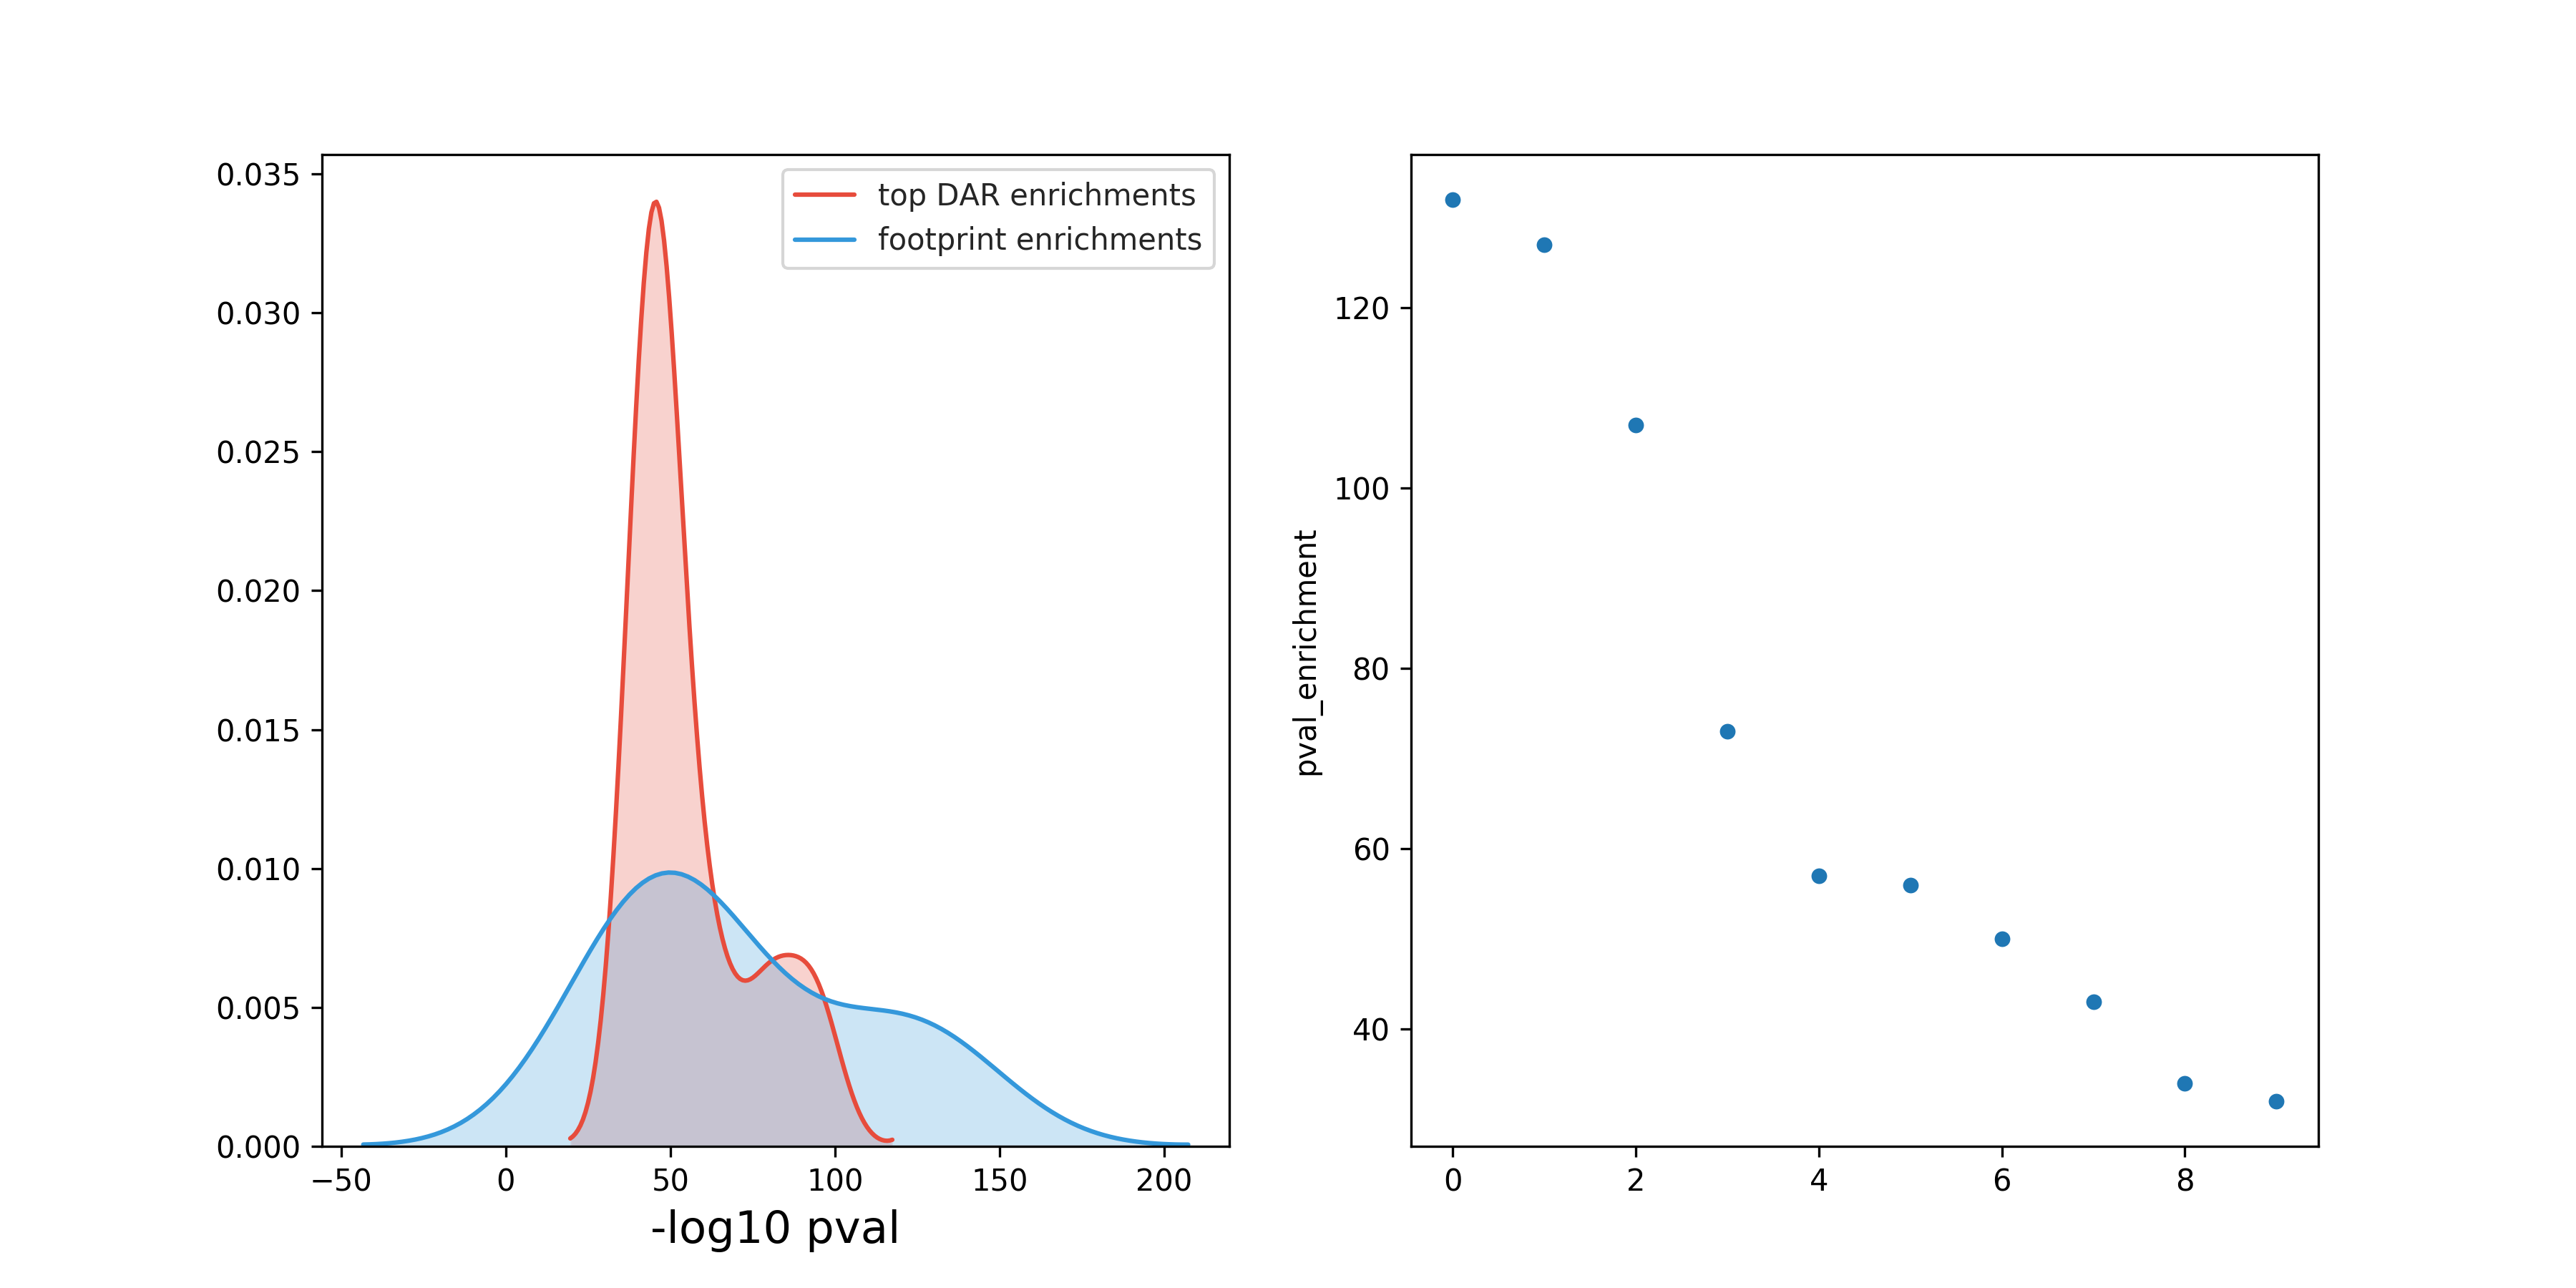 0.035
0.030
0.025
0.020
0.015
0.010
0.005
0.000
−50 0 50 100 150 200
-log10 pval
top DAR enrichments
footprint enrichments
pval_enrichment
120
100
80
60
40
0 2 4 6 8